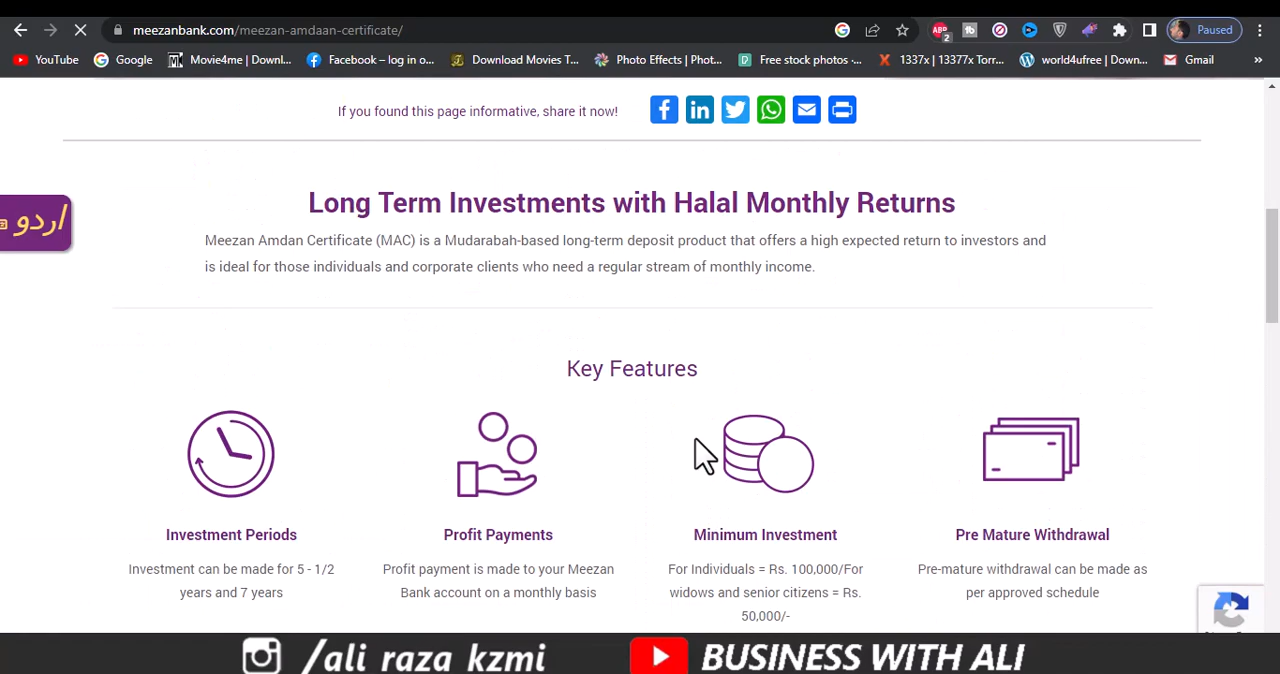 meezanbank.com/meezan-amdaan-certificate/
ABP
2
Paused
YouTube
Google
Movie4me | Downl...
Facebook – log in o...
Download Movies T...
Photo Effects | Phot...
Free stock photos -...
1337x | 13377x Torr...
world4ufree | Down...
Gmail
»
If you found this page informative, share it now!
اردو
Long Term Investments with Halal Monthly Returns
Meezan Amdan Certificate (MAC) is a Mudarabah-based long-term deposit product that offers a high expected return to investors and
is ideal for those individuals and corporate clients who need a regular stream of monthly income.
Key Features
Investment Periods
Investment can be made for 5 - 1/2
years and 7 years
Profit Payments
Profit payment is made to your Meezan
Bank account on a monthly basis
Minimum Investment
For Individuals = Rs. 100,000/For
widows and senior citizens = Rs.
50,000/-
Pre Mature Withdrawal
Pre-mature withdrawal can be made as
per approved schedule
/ali raza kzmi
BUSINESS WITH ALI